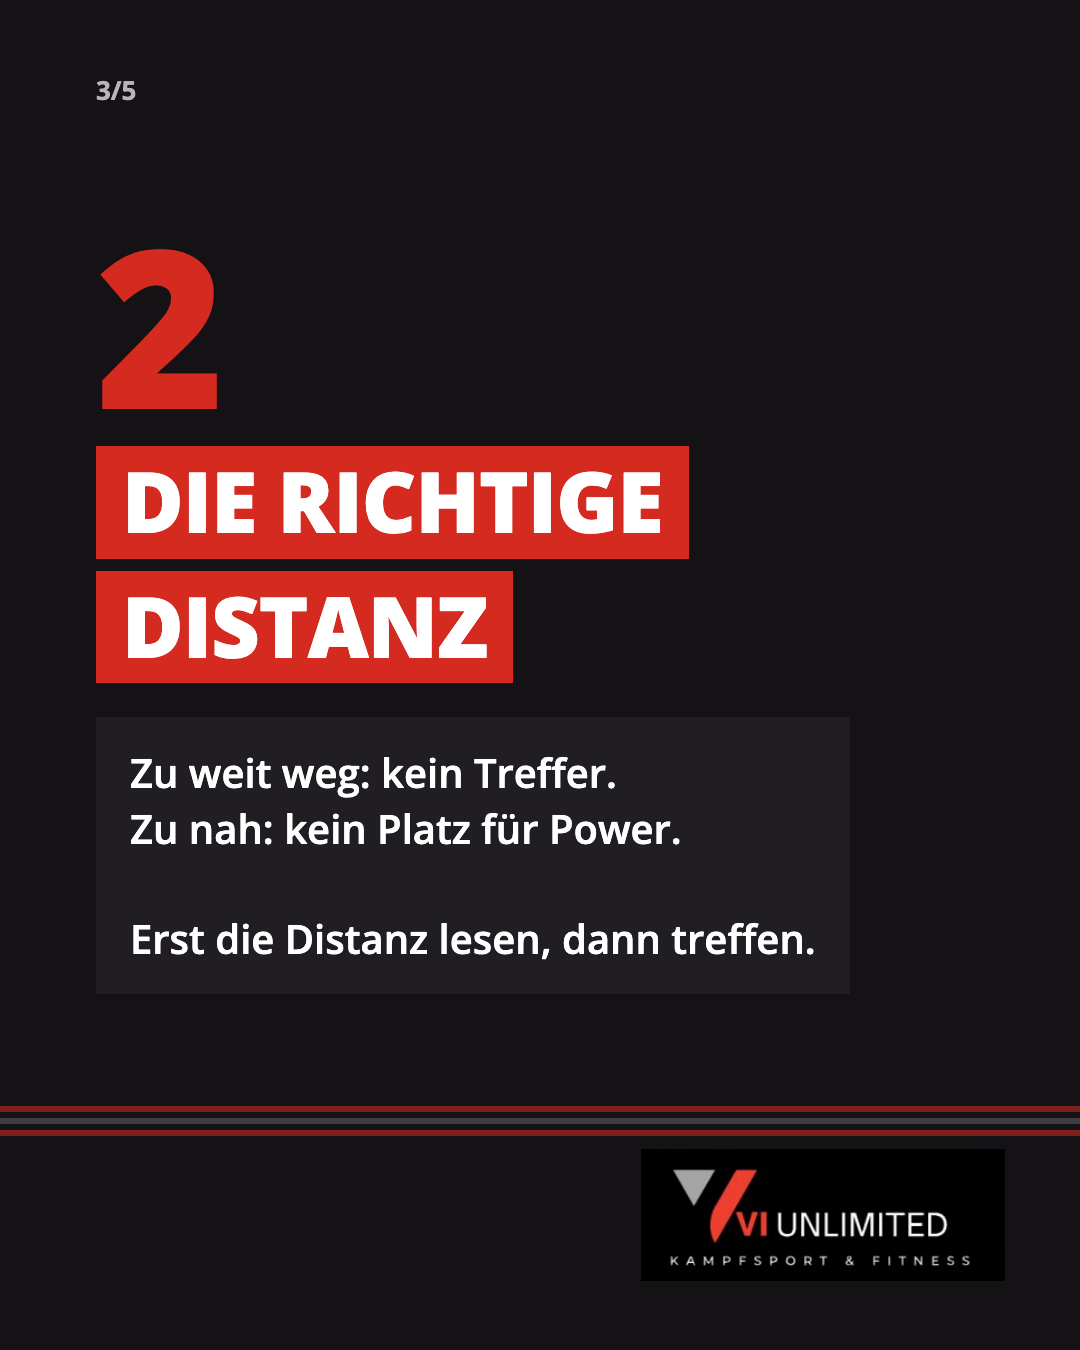 3/5
2
DIE RICHTIGE
DISTANZ
Zu weit weg: kein Treffer.
Zu nah: kein Platz für Power.
Erst die Distanz lesen, dann treffen.
VI UNLIMITED
KAMPFSPORT & FITNESS